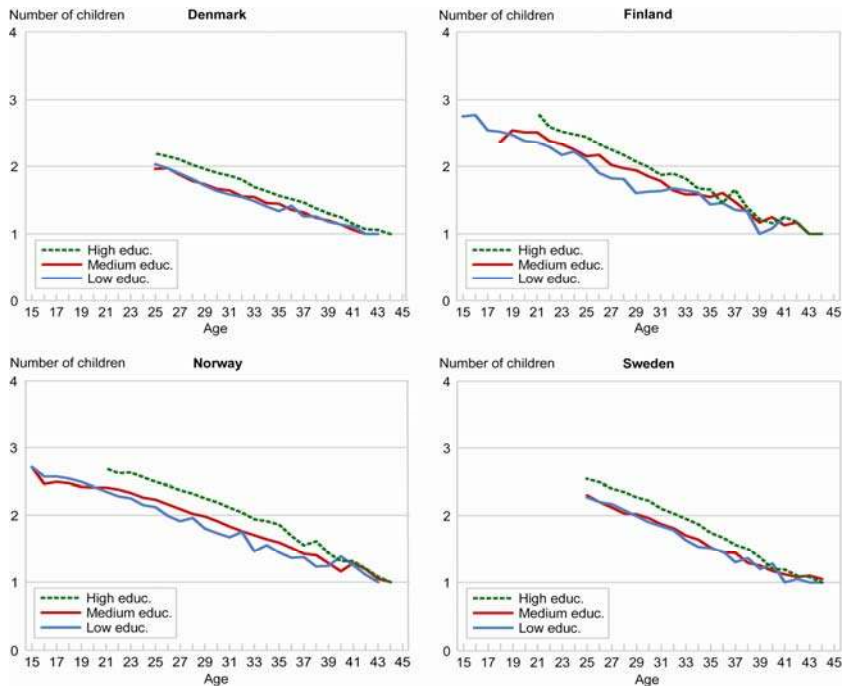 Number of children Denmark
4
3
2
1
0
High educ.
Medium educ.
Low educ.
15 17 19 21 23 25 27 29 31 33 35 37 39 41 43 45
Age
Number of children Finland
4
3
2
1
0
High educ.
Medium educ.
Low educ.
15 17 19 21 23 25 27 29 31 33 35 37 39 41 43 45
Age
Number of children Norway
4
3
2
1
0
High educ.
Medium educ.
Low educ.
15 17 19 21 23 25 27 29 31 33 35 37 39 41 43 45
Age
Number of children Sweden
4
3
2
1
0
High educ.
Medium educ.
Low educ.
15 17 19 21 23 25 27 29 31 33 35 37 39 41 43 45
Age